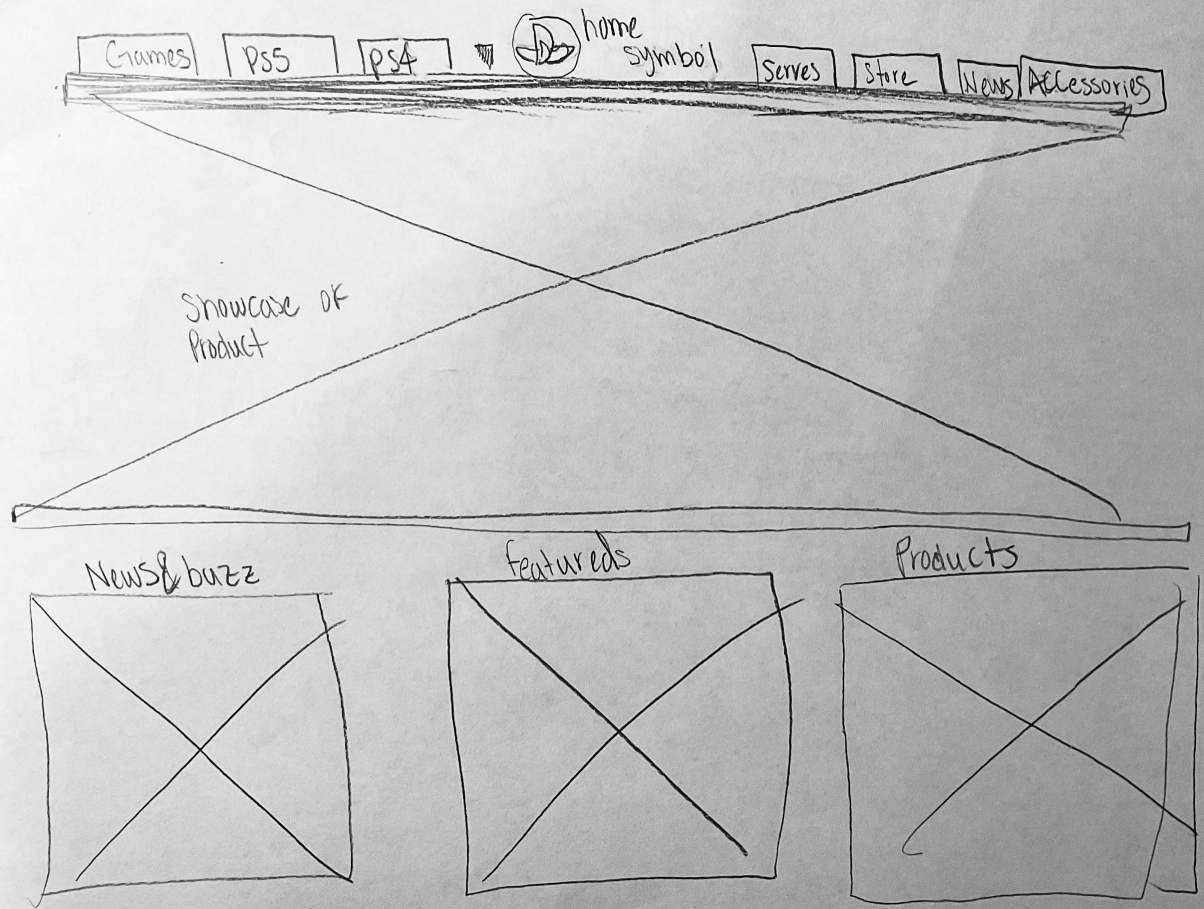 Games
PS5
PS4
home
symbol
Serves
Store
News
Accessories
Showcase of
Product
News & buzz
featureds
Products